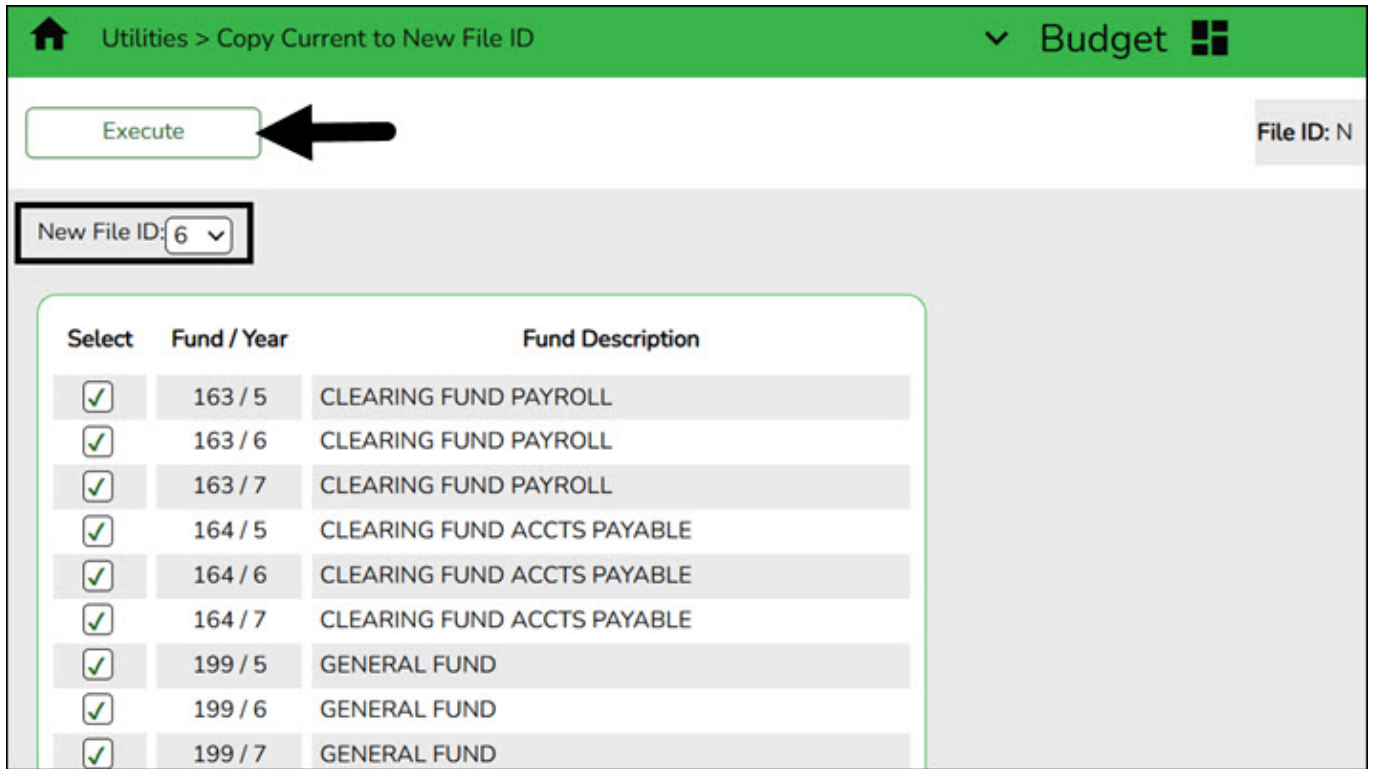 Utilities > Copy Current to New File ID
Budget
Execute
File ID: N
New File ID: 6
Select Fund / Year Fund Description
163 / 5 CLEARING FUND PAYROLL
163 / 6 CLEARING FUND PAYROLL
163 / 7 CLEARING FUND PAYROLL
164 / 5 CLEARING FUND ACCTS PAYABLE
164 / 6 CLEARING FUND ACCTS PAYABLE
164 / 7 CLEARING FUND ACCTS PAYABLE
199 / 5 GENERAL FUND
199 / 6 GENERAL FUND
199 / 7 GENERAL FUND